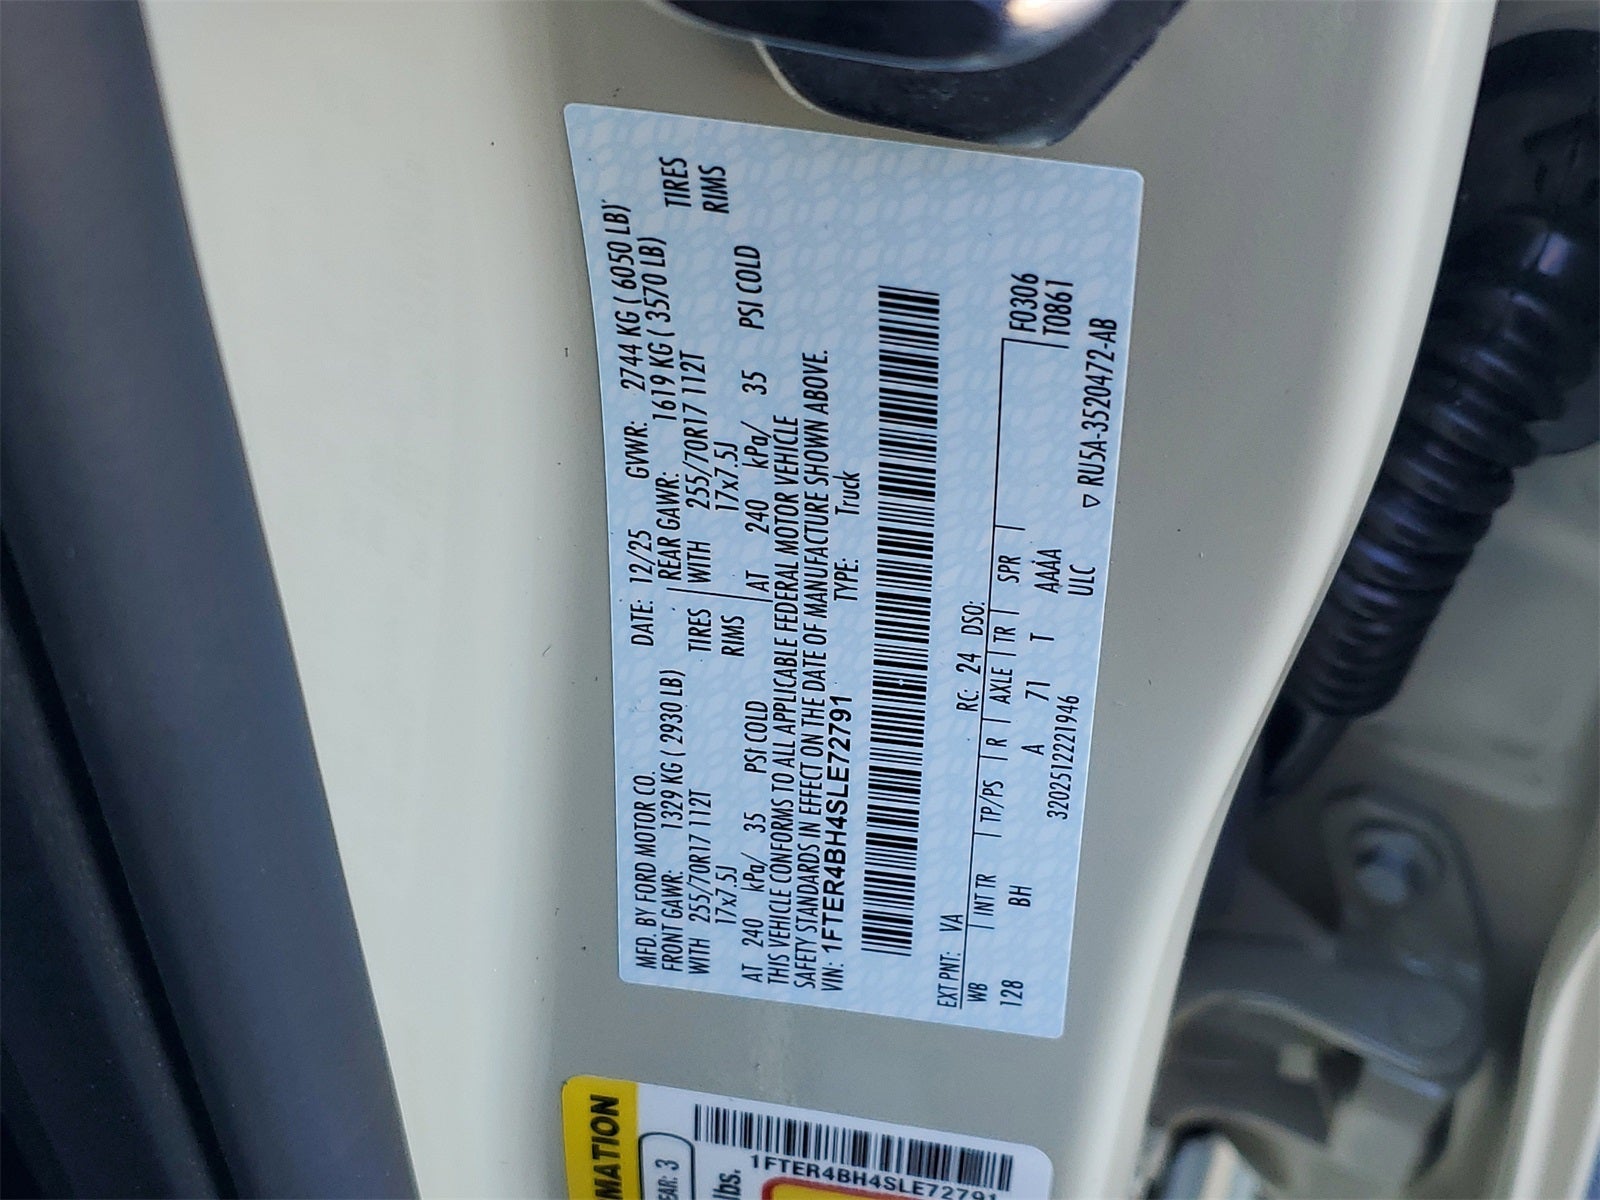 MFD. BY FORD MOTOR CO. DATE: 12/25 GVWR: 2744 KG ( 6050 LB)
FRONT GAWR: 1329 KG ( 2930 LB) REAR GAWR: 1619 KG ( 3570 LB)
WITH 255/70R17 112T TIRES WITH 255/70R17 112T TIRES
17x7.5J RIMS 17x7.5J RIMS
AT 240 kPa/ 35 PSI COLD AT 240 kPa/ 35 PSI COLD
THIS VEHICLE CONFORMS TO ALL APPLICABLE FEDERAL MOTOR VEHICLE
SAFETY STANDARDS IN EFFECT ON THE DATE OF MANUFACTURE SHOWN ABOVE.
VIN: 1FTER4BH4SLE72791 TYPE: Truck
EXT PNT: VA RC: 24 DSO: F0306
WB INT TR TP/PS R AXLE TR SPR T0861
128 BH A 71 T AAAA
3202512221946 ULC ▽ RU5A-3520472-AB
MATION
EAR: 3
lbs.
1FTER4BH4SLE72791